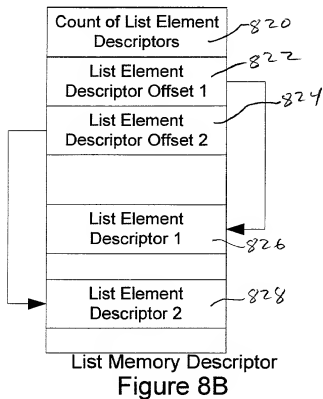 Count of List Element
Descriptors
820
List Element
Descriptor Offset 1
822
List Element
Descriptor Offset 2
824
List Element
Descriptor 1
826
List Element
Descriptor 2
828
List Memory Descriptor
Figure 8B